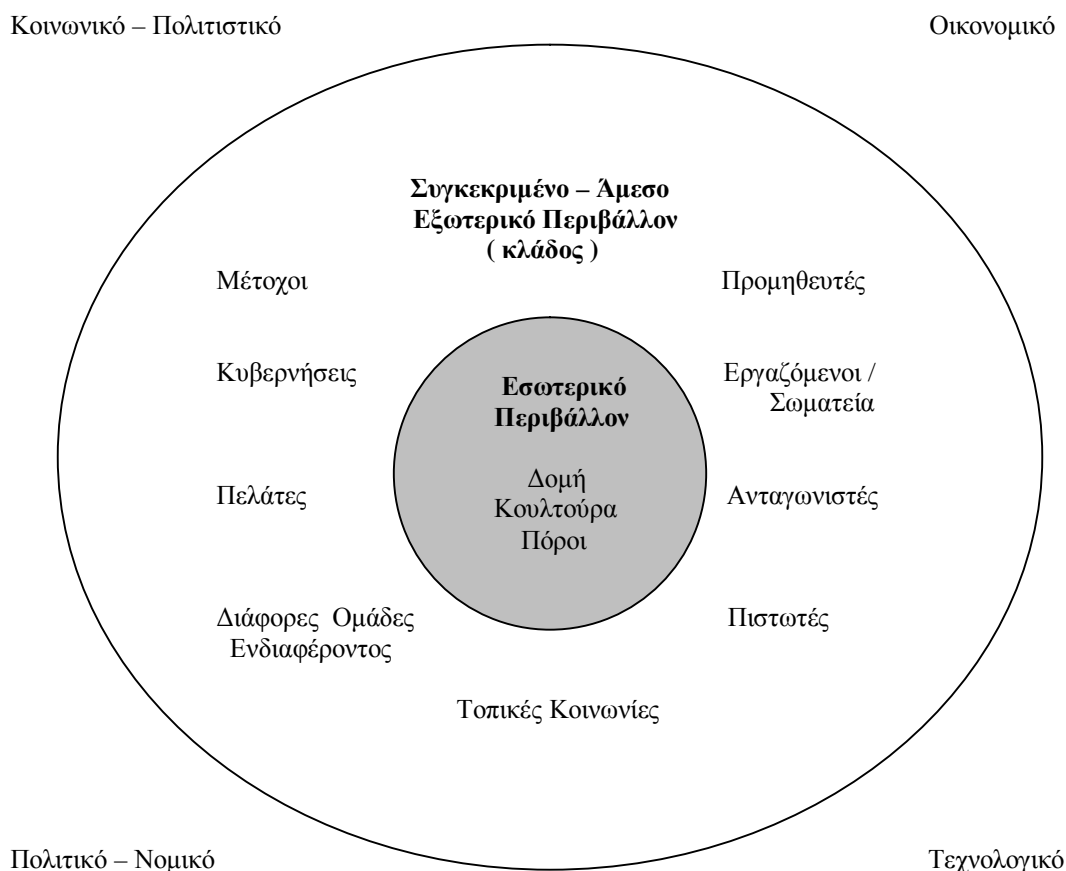 Κοινωνικό – Πολιτιστικό
Οικονομικό
Συγκεκριμένο – Άμεσο
Εξωτερικό Περιβάλλον
( κλάδος )
Μέτοχοι
Προμηθευτές
Κυβερνήσεις
Εσωτερικό
Περιβάλλον
Εργαζόμενοι /
Σωματεία
Πελάτες
Δομή
Κουλτούρα
Πόροι
Ανταγωνιστές
Διάφορες Ομάδες
Ενδιαφέροντος
Πιστωτές
Τοπικές Κοινωνίες
Πολιτικό – Νομικό
Τεχνολογικό